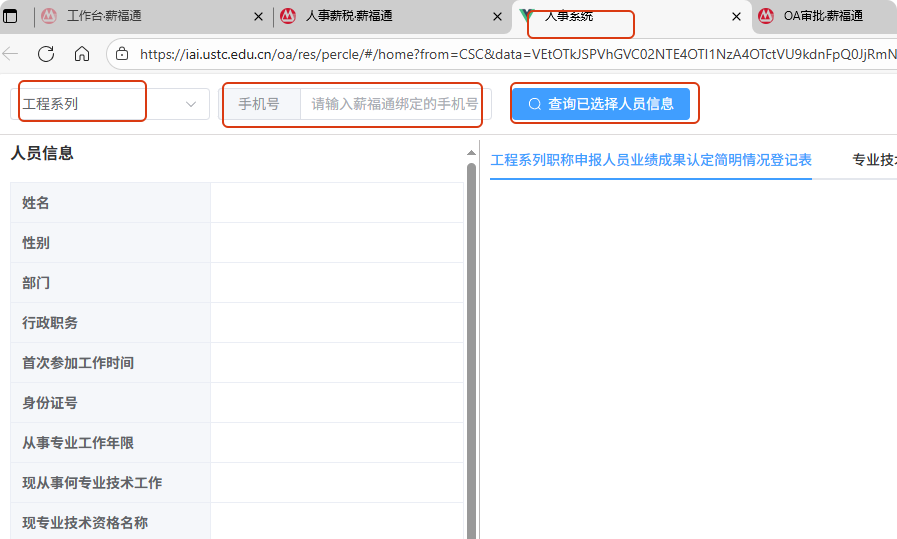 工作台·薪福通
人事薪税·薪福通
人事系统
OA审批·薪福通
https://iai.ustc.edu.cn/oa/res/percle/#/home?from=CSC&data=VEtOTkJSPVhGVC02NTE4OTI1NzA4OTctVU9kdnFpQ0JjRmN
工程系列
手机号
请输入薪福通绑定的手机号
查询已选择人员信息
人员信息
工程系列职称申报人员业绩成果认定简明情况登记表
专业技
姓名
性别
部门
行政职务
首次参加工作时间
身份证号
从事专业工作年限
现从事何专业技术工作
现专业技术资格名称